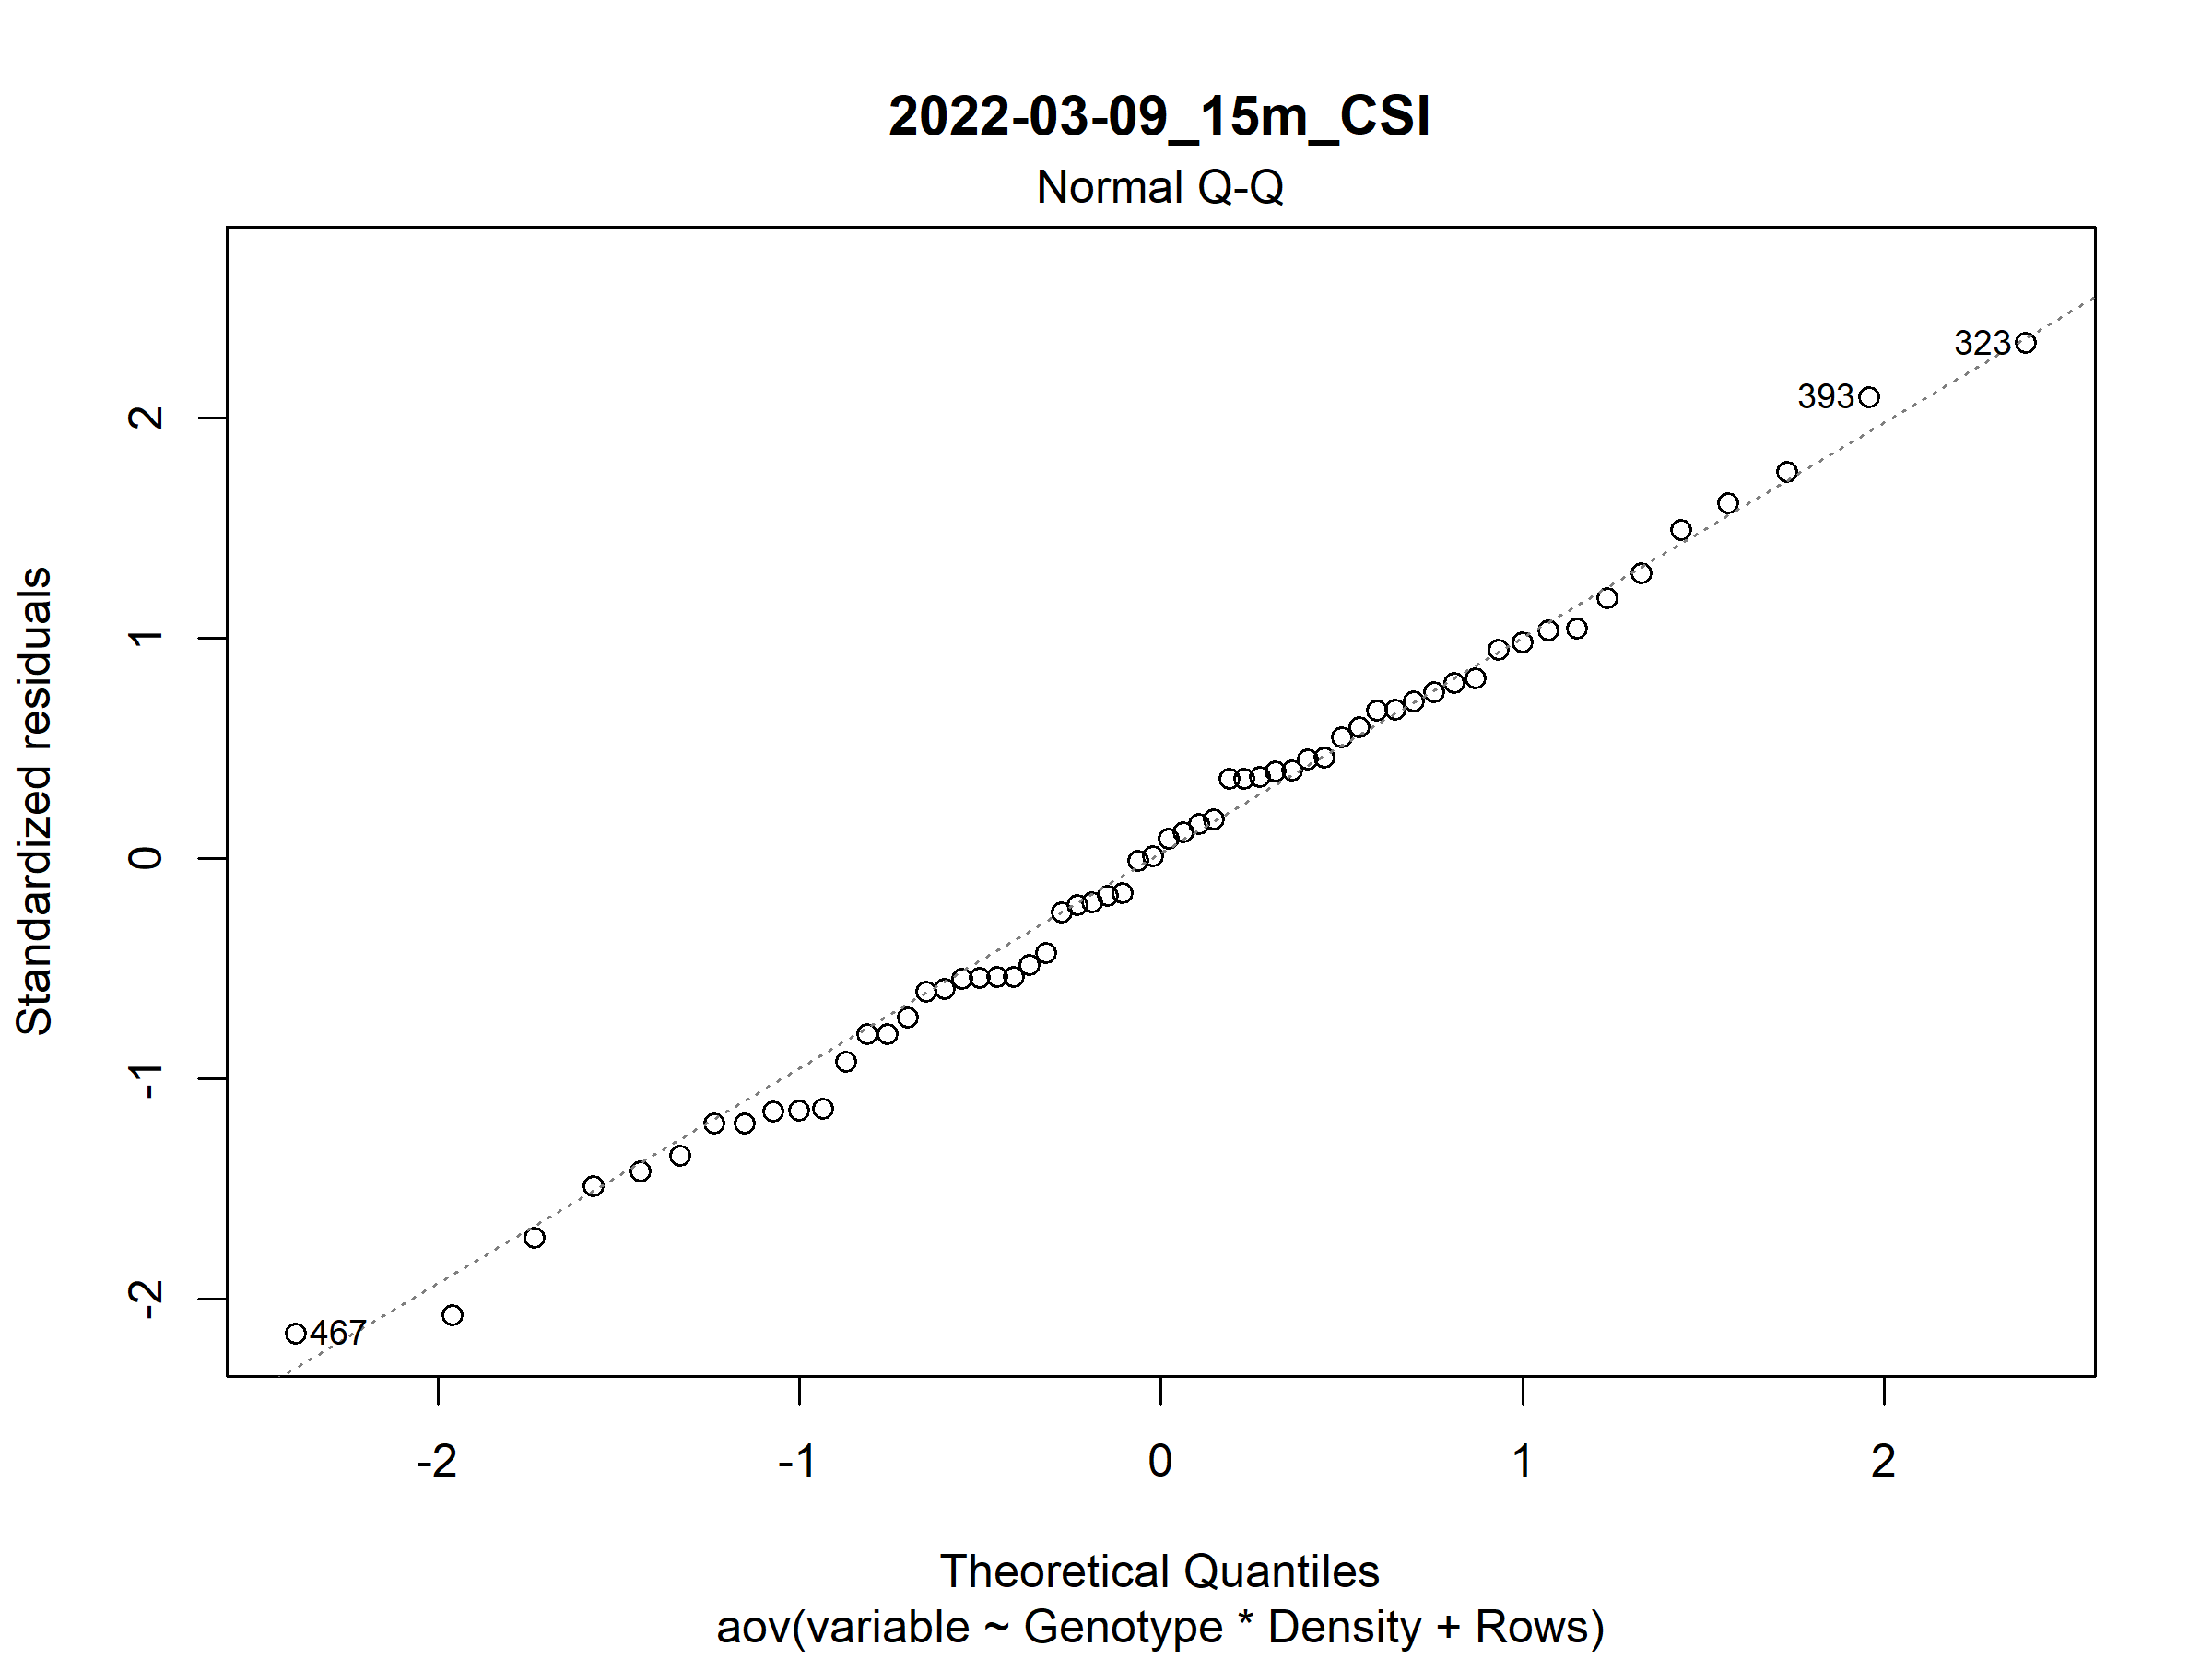 2022-03-09_15m_CSI
Normal Q-Q
Standardized residuals
2
1
0
-1
-2
323
393
467
-2
-1
0
1
2
Theoretical Quantiles
aov(variable ~ Genotype * Density + Rows)